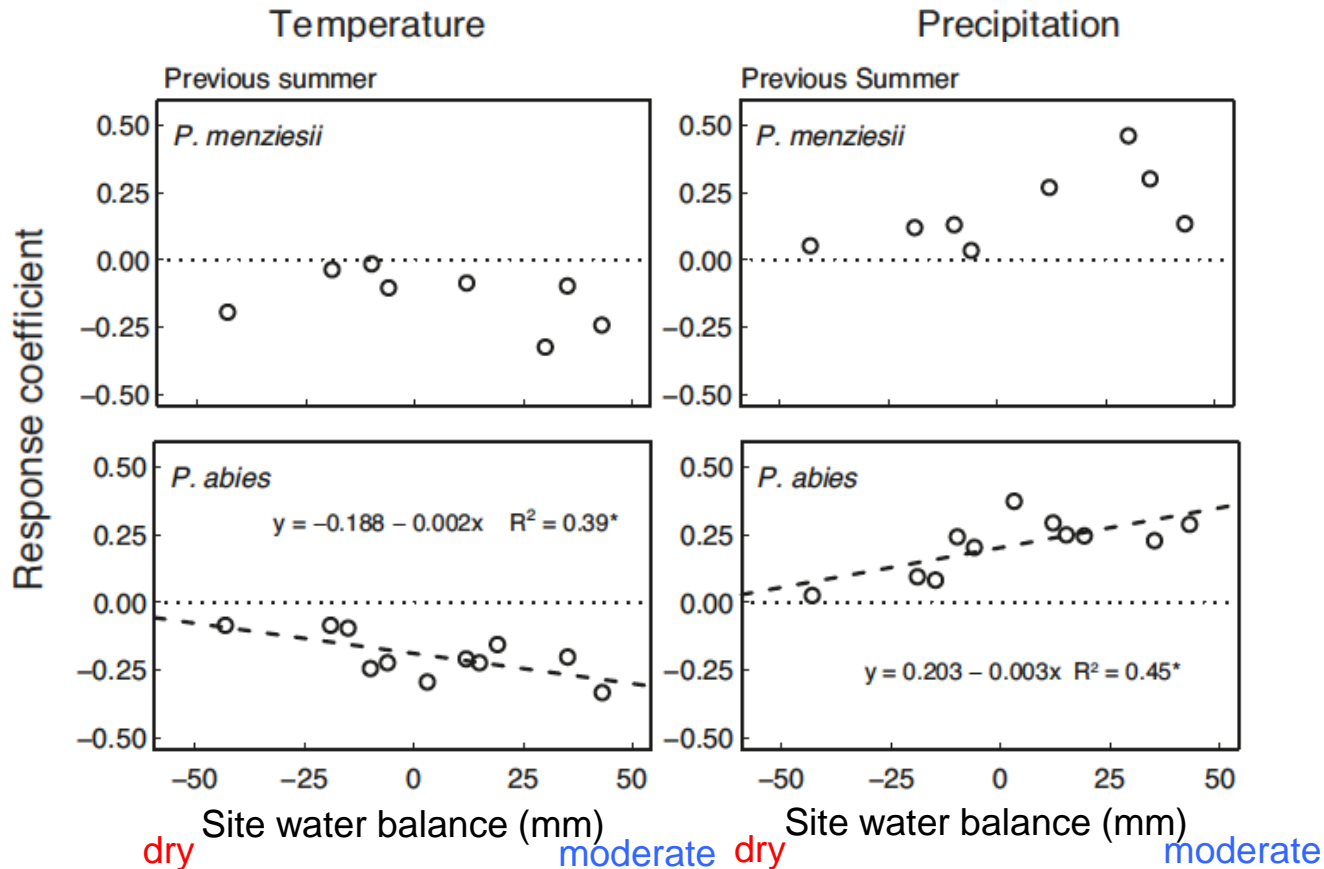 Temperature
Precipitation
Previous summer
Previous Summer
Response coefficient
0.50
0.25
0.00
−0.25
−0.50
P. menziesii
0.50
0.25
0.00
−0.25
−0.50
P. menziesii
0.50
0.25
0.00
−0.25
−0.50
P. abies
y = −0.188 − 0.002x R² = 0.39*
0.50
0.25
0.00
−0.25
−0.50
P. abies
y = 0.203 − 0.003x R² = 0.45*
−50 −25 0 25 50
−50 −25 0 25 50
Site water balance (mm)
Site water balance (mm)
dry moderate
dry moderate